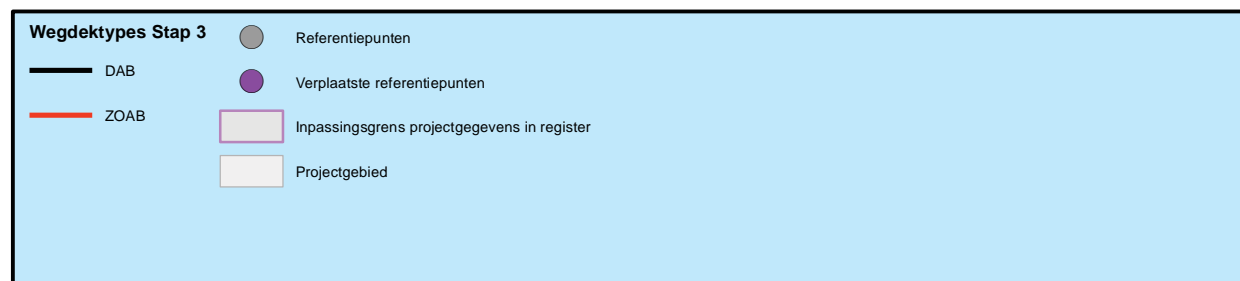 Wegdektypes Stap 3
DAB
ZOAB
Referentiepunten
Verplaatste referentiepunten
Inpassingsgrens projectgegevens in register
Projectgebied